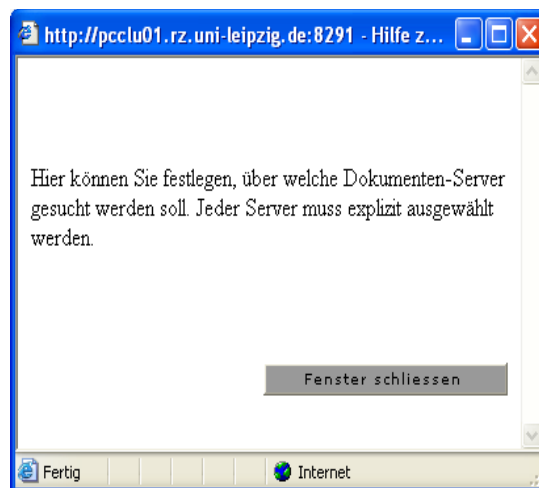 http://pcclu01.rz.uni-leipzig.de:8291 - Hilfe z...
Hier können Sie festlegen, über welche Dokumenten-Server
gesucht werden soll. Jeder Server muss explizit ausgewählt
werden.
Fenster schliessen
Fertig Internet